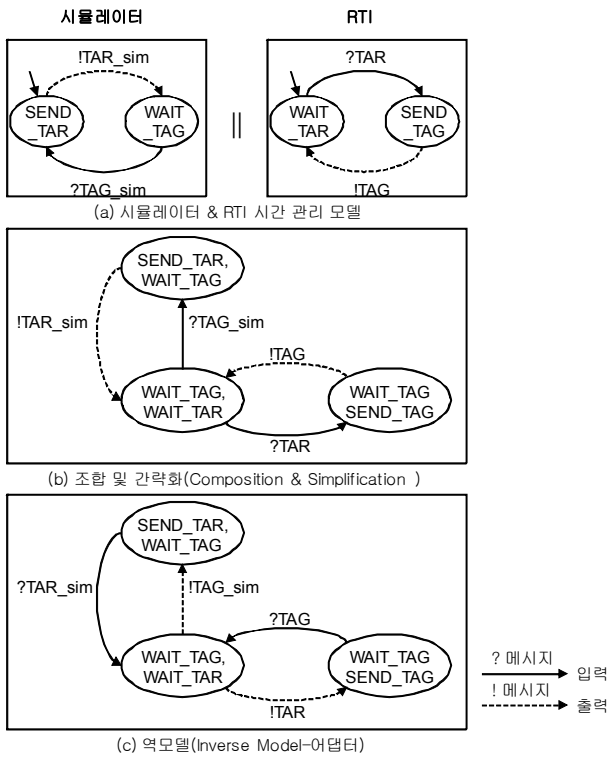 시뮬레이터
RTI
!TAR_sim
SEND
_TAR
WAIT
_TAG
?TAG_sim
||
?TAR
WAIT
_TAR
SEND
_TAG
!TAG
(a) 시뮬레이터 & RTI 시간 관리 모델
SEND_TAR,
WAIT_TAG
!TAR_sim
?TAG_sim
!TAG
WAIT_TAG,
WAIT_TAR
WAIT_TAG
SEND_TAG
?TAR
(b) 조합 및 간략화(Composition & Simplification )
SEND_TAR,
WAIT_TAG
?TAR_sim
!TAG_sim
?TAG
WAIT_TAG,
WAIT_TAR
WAIT_TAG
SEND_TAG
!TAR
? 메시지
입력
! 메시지
출력
(c) 역모델(Inverse Model-어댑터)